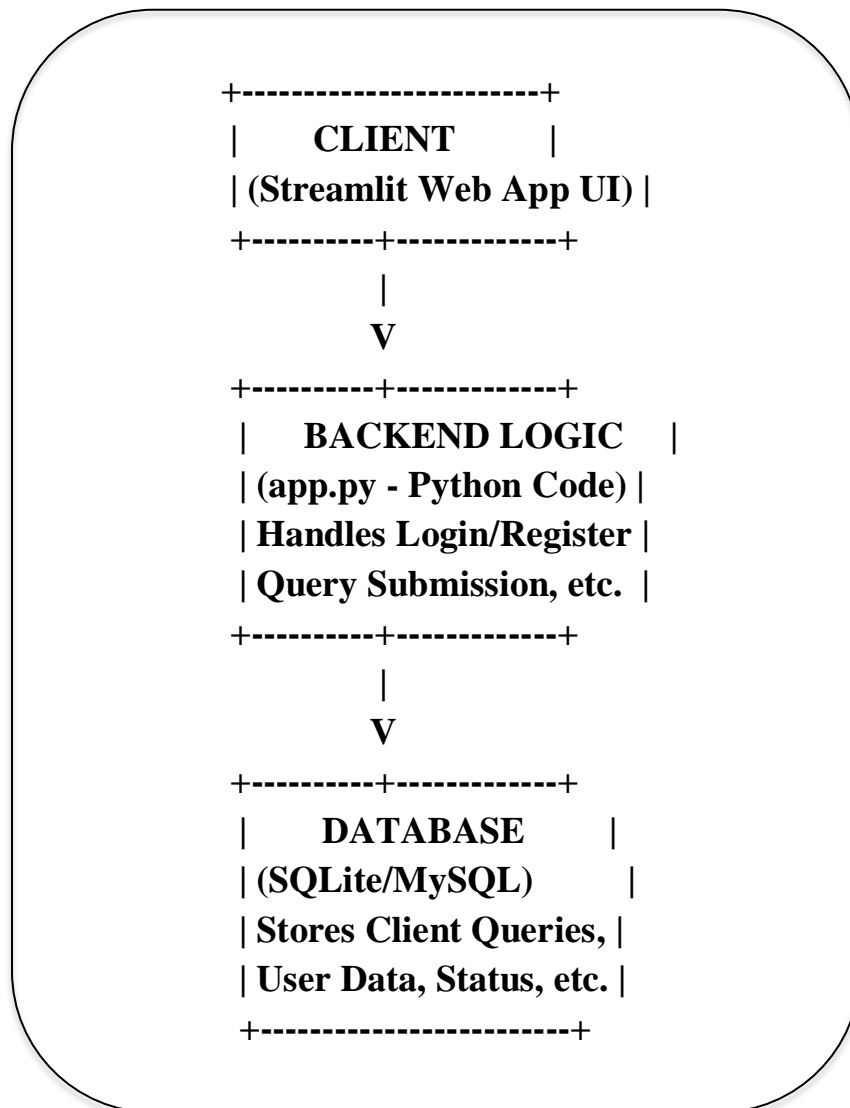 +------------------------+
|       CLIENT          |
| (Streamlit Web App UI) |
+----------+-------------+
|
V
+----------+-------------+
|      BACKEND LOGIC     |
| (app.py - Python Code) |
| Handles Login/Register |
| Query Submission, etc.  |
+----------+-------------+
|
V
+----------+-------------+
|        DATABASE        |
| (SQLite/MySQL)         |
| Stores Client Queries, |
| User Data, Status, etc. |
+-------------------------+